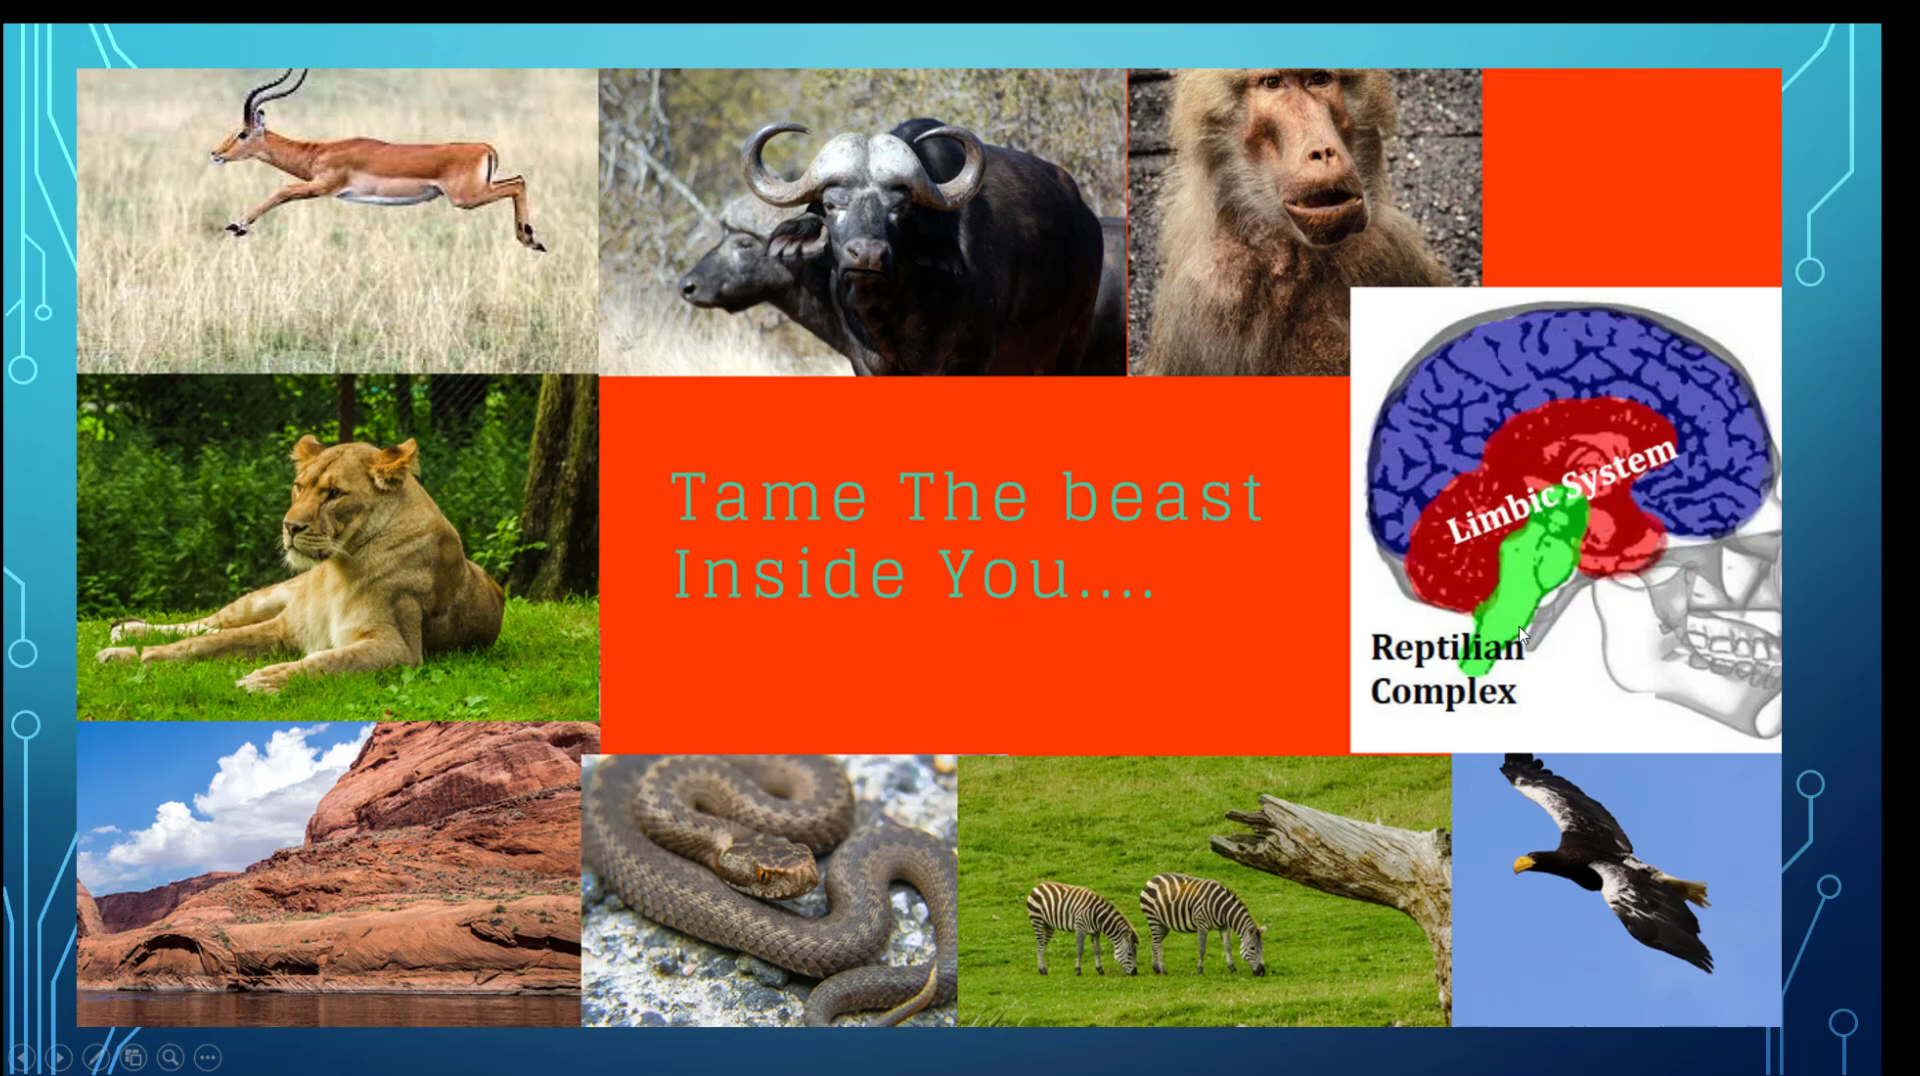 Tame The beast
Inside You....
Limbic System
Reptilian
Complex